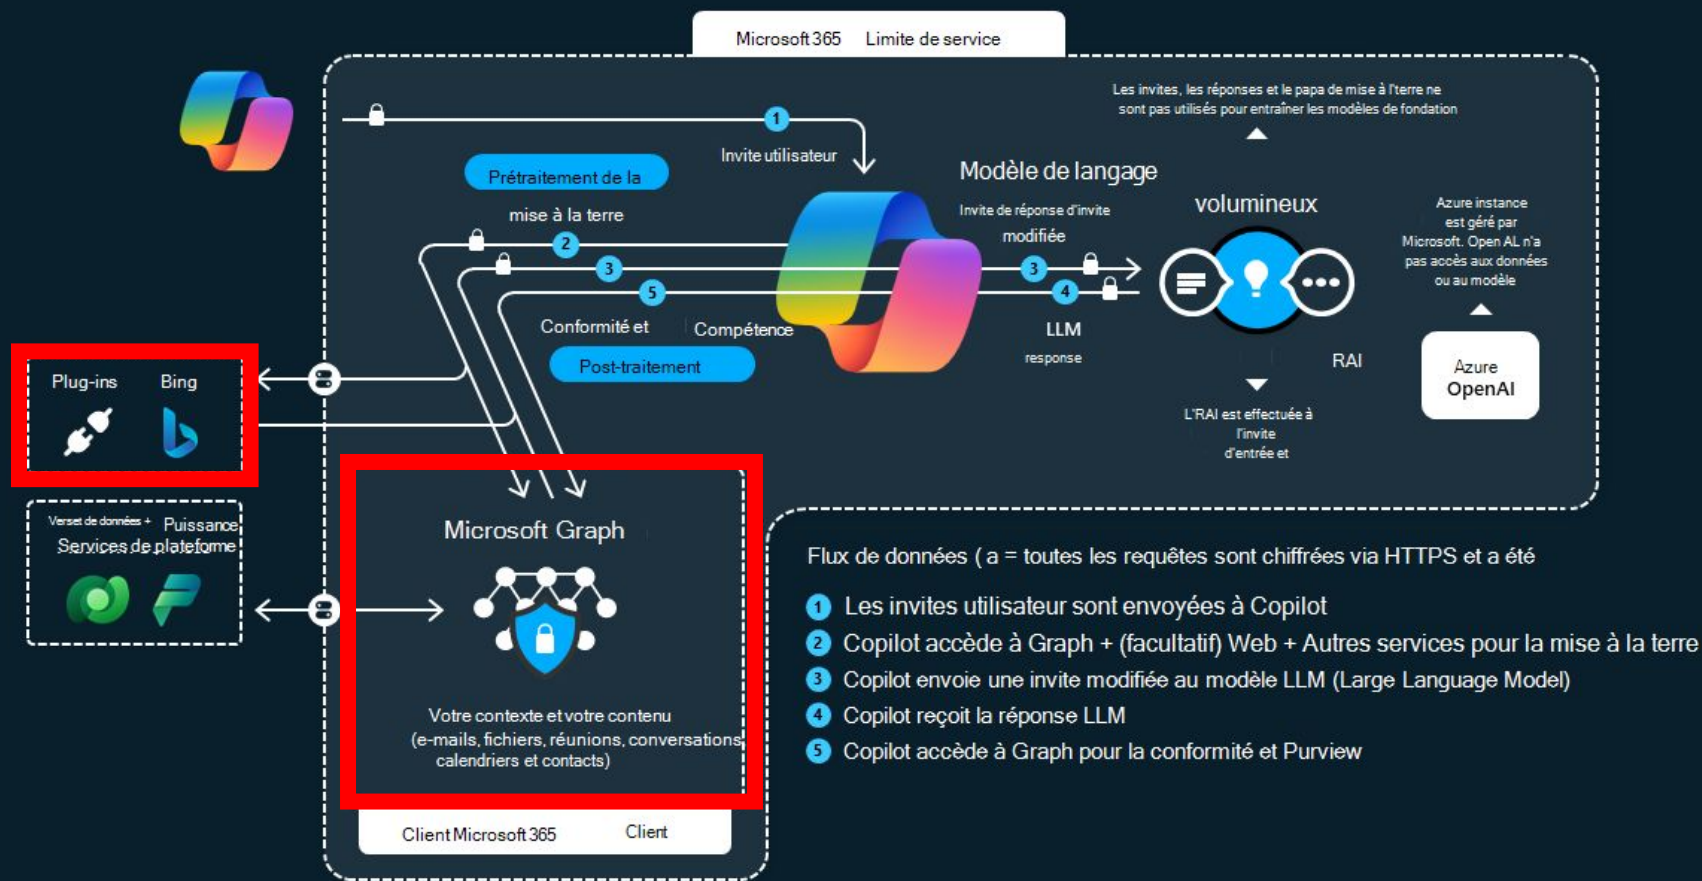 Microsoft 365 Limite de service
Les invites, les réponses et le papa de mise à l'terre ne
sont pas utilisés pour entraîner les modèles de fondation
1
Invite utilisateur
Prétraitement de la
mise à la terre
2
3
5
Conformité et Compétence
Post-traitement
Modèle de langage
volumineux
Invite de réponse d'invite
modifiée
3
4
LLM
response
RAI
L'RAI est effectuée à
l'invite
d'entrée et
Azure instance
est géré par
Microsoft. Open AL n'a
pas accès aux données
ou au modèle
Azure
OpenAI
Plug-ins Bing
Verset de données + Puissance
Services de plateforme
Microsoft Graph
Votre contexte et votre contenu
(e-mails, fichiers, réunions, conversations,
calendriers et contacts)
Client Microsoft 365 Client
Flux de données ( a = toutes les requêtes sont chiffrées via HTTPS et a été
1 Les invites utilisateur sont envoyées à Copilot
2 Copilot accède à Graph + (facultatif) Web + Autres services pour la mise à la terre
3 Copilot envoie une invite modifiée au modèle LLM (Large Language Model)
4 Copilot reçoit la réponse LLM
5 Copilot accède à Graph pour la conformité et Purview